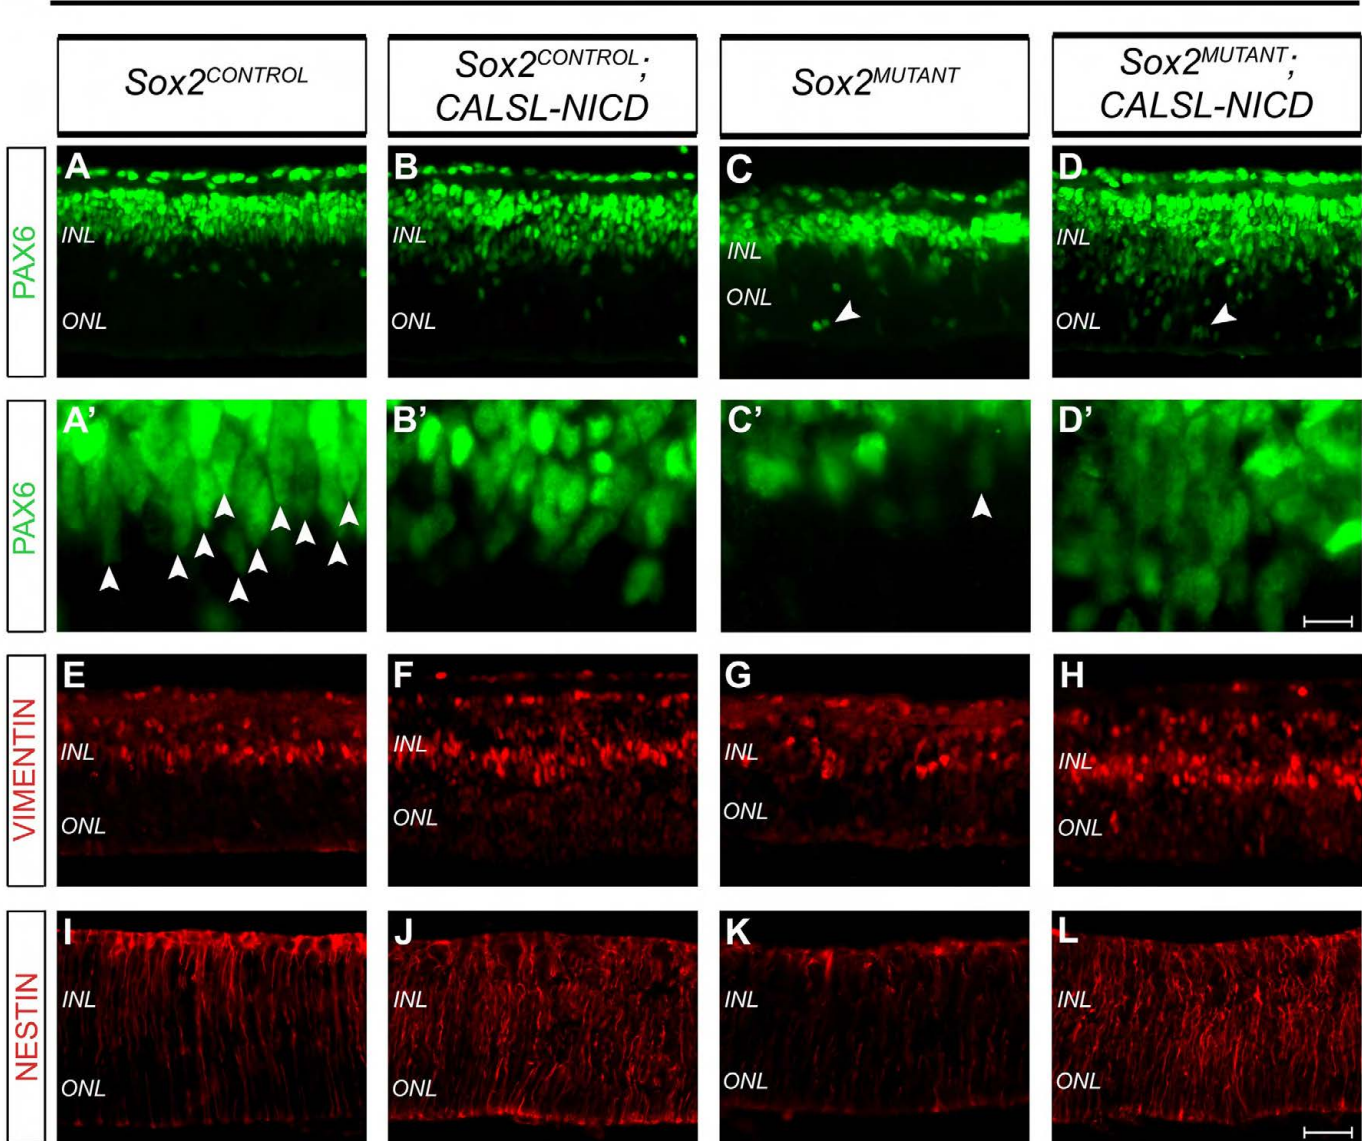 Sox2CONTROL
Sox2CONTROL;
CALSL-NICD
Sox2MUTANT
Sox2MUTANT;
CALSL-NICD
PAX6
A
INL
ONL
B
INL
ONL
C
INL
ONL
D
INL
ONL
PAX6
A’
B’
C’
D’
VIMENTIN
E
INL
ONL
F
INL
ONL
G
INL
ONL
H
INL
ONL
NESTIN
I
INL
ONL
J
INL
ONL
K
INL
ONL
L
INL
ONL